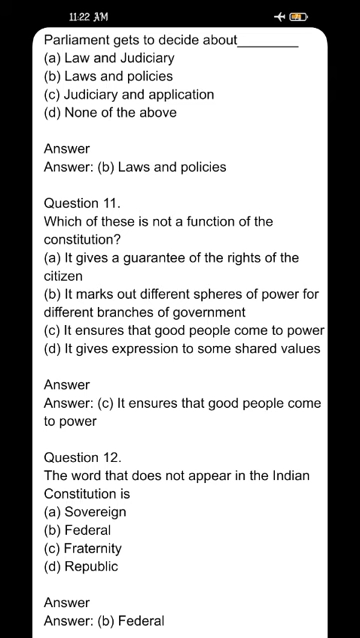 11:22 AM
Parliament gets to decide about_________
(a) Law and Judiciary
(b) Laws and policies
(c) Judiciary and application
(d) None of the above
Answer
Answer: (b) Laws and policies
Question 11.
Which of these is not a function of the
constitution?
(a) It gives a guarantee of the rights of the
citizen
(b) It marks out different spheres of power for
different branches of government
(c) It ensures that good people come to power
(d) It gives expression to some shared values
Answer
Answer: (c) It ensures that good people come
to power
Question 12.
The word that does not appear in the Indian
Constitution is
(a) Sovereign
(b) Federal
(c) Fraternity
(d) Republic
Answer
Answer: (b) Federal